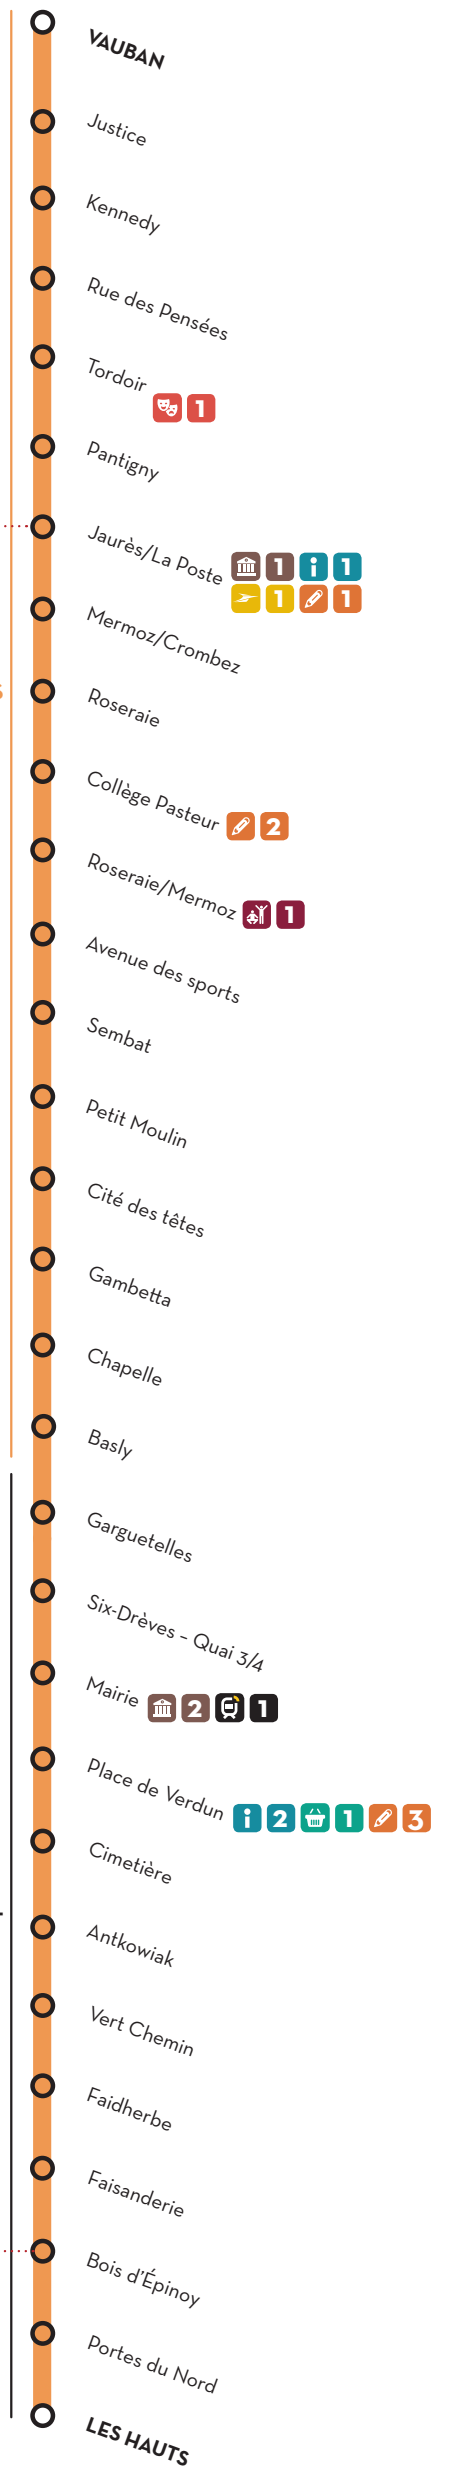 VAUBAN
Justice
Kennedy
Rue des Pensées
Tordoir
1
Pantigny
Jaurès/La Poste
1 i 1
1 1
Mermoz/Crombez
Roseraie
Collège Pasteur
2
Roseraie/Mermoz
1
Avenue des sports
Sembat
Petit Moulin
Cité des têtes
Gambetta
Chapelle
Basly
Garguetelles
Six-Drèves - Quai 3/4
Mairie
2 1
Place de Verdun
i 2 1 3
Cimetière
Antkowiak
Vert Chemin
Faidherbe
Faisanderie
Bois d'Épinoy
Portes du Nord
LES HAUTS